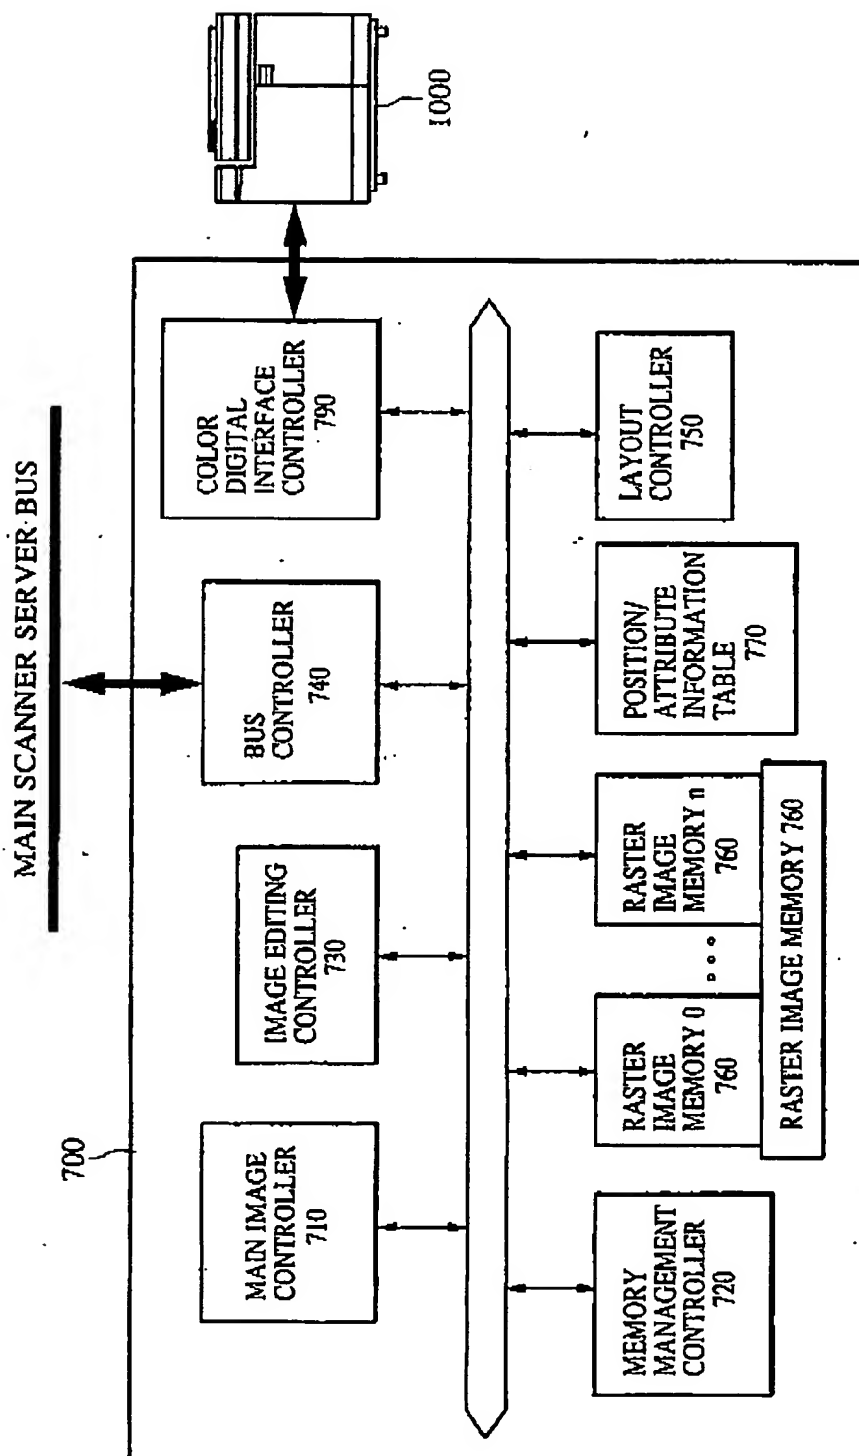 MAIN SCANNER SERVER BUS
700
MAIN IMAGE
CONTROLLER
710
IMAGE EDITING
CONTROLLER
730
BUS
CONTROLLER
740
COLOR
DIGITAL
INTERFACE
CONTROLLER
790
1000
MEMORY
MANAGEMENT
CONTROLLER
720
RASTER
IMAGE
MEMORY 0
760
RASTER
IMAGE
MEMORY n
760
RASTER IMAGE MEMORY 760
POSITION/
ATTRIBUTE
INFORMATION
TABLE
770
LAYOUT
CONTROLLER
750